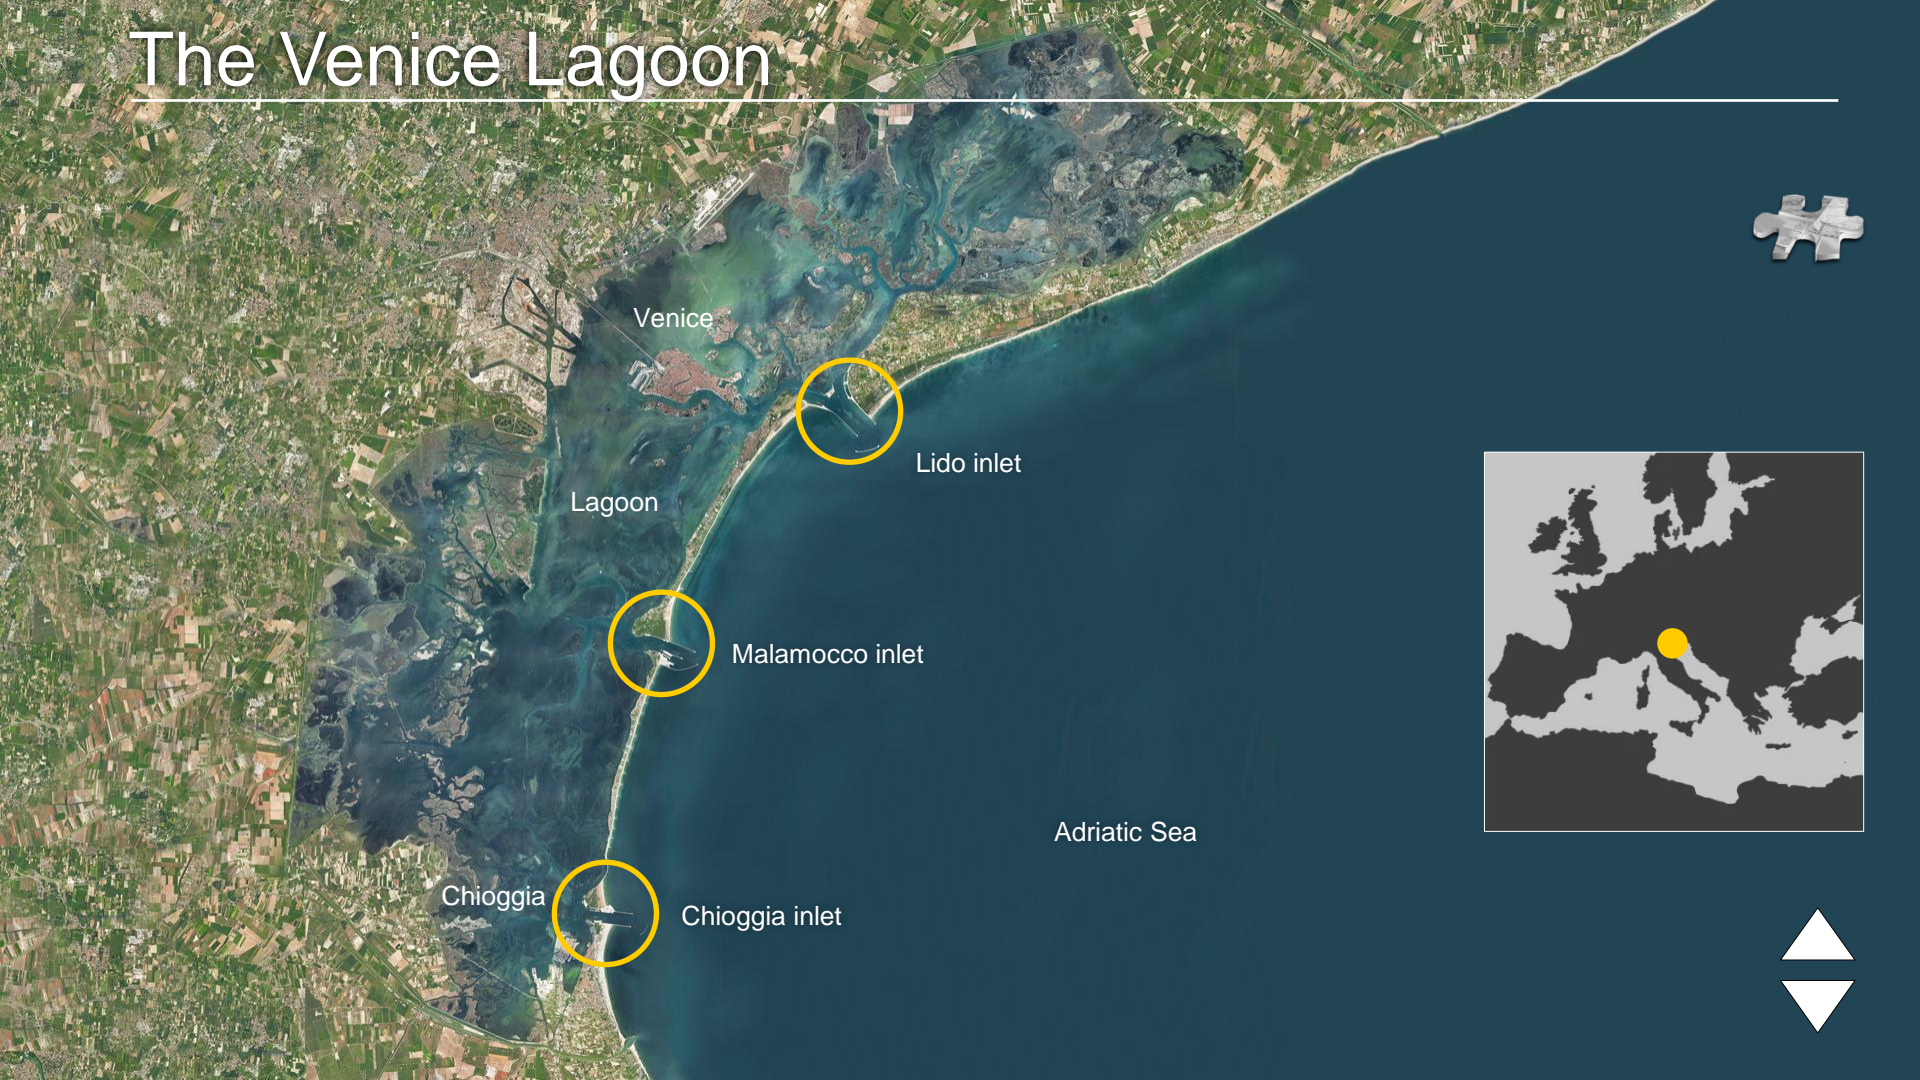 The Venice Lagoon
Venice
Lido inlet
Lagoon
Malamocco inlet
Adriatic Sea
Chioggia
Chioggia inlet